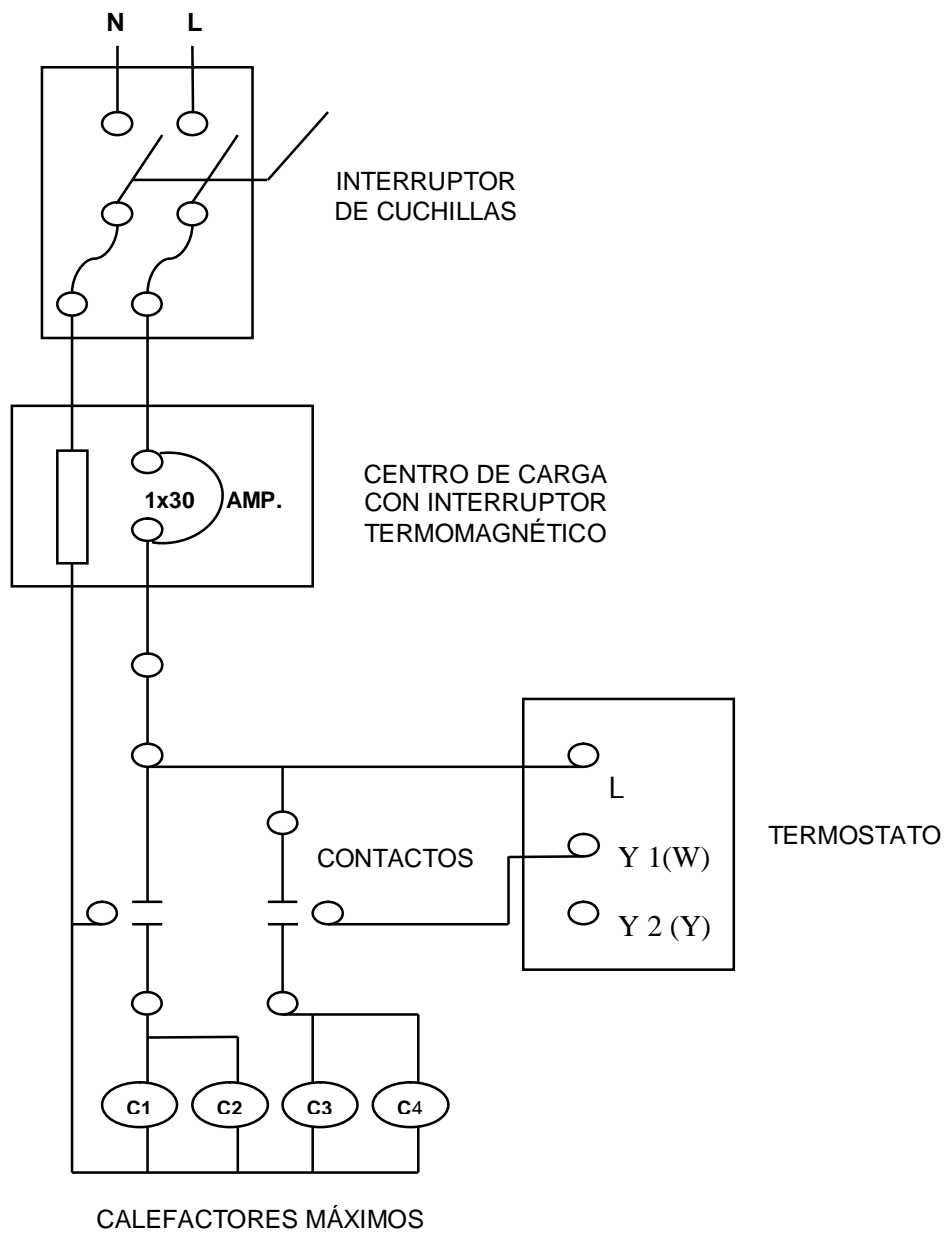 N L
INTERRUPTOR
DE CUCHILLAS
1x30 AMP.
CENTRO DE CARGA
CON INTERRUPTOR
TERMOMAGNÉTICO
L
TERMOSTATO
CONTACTOS
Y 1(W)
Y 2 (Y)
C1 C2 C3 C4
CALEFACTORES MÁXIMOS